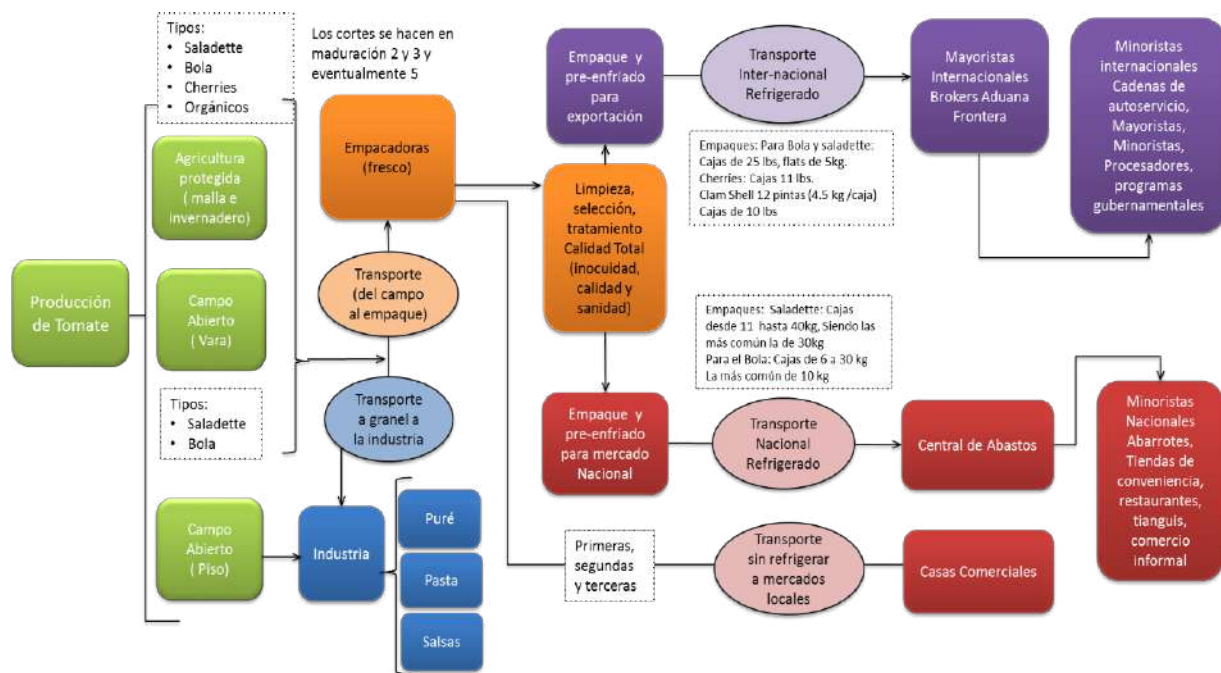 Tipos:
• Saladette
• Bola
• Cherries
• Orgánicos
Los cortes se hacen en
maduración 2 y 3 y
eventualmente 5
Producción
de Tomate
Agricultura
protegida
( malla e
invernadero)
Campo
Abierto
( Vara)
Tipos:
• Saladette
• Bola
Campo
Abierto
( Piso)
Empacadoras
(fresco)
Transporte
(del campo
al empaque)
Transporte
a granel a
la industria
Industria
Puré
Pasta
Salsas
Limpieza,
selección,
tratamiento
Calidad Total
(inocuidad,
calidad y
sanidad)
Empaque y
pre-enfriado
para
exportación
Transporte
Inter-nacional
Refrigerado
Mayoristas
Internacionales
Brokers Aduana
Frontera
Minoristas
internacionales
Cadenas de
autoservicio,
Mayoristas,
Minoristas,
Procesadores,
programas
gubernamentales
Empaques: Para Bola y saladette:
Cajas de 25 lbs, flats de 5kg.
Cherries: Cajas 11 lbs.
Clam Shell 12 pintas (4.5 kg /caja)
Cajas de 10 lbs
Empaques: Saladette: Cajas
desde 11 hasta 40kg, Siendo las
más común la de 30kg
Para el Bola: Cajas de 6 a 30 kg
La más común de 10 kg
Empaque y
pre-enfriado
para mercado
Nacional
Transporte
Nacional
Refrigerado
Central de Abastos
Minoristas
Nacionales
Abarrotes,
Tiendas de
conveniencia,
restaurantes,
tianguis,
comercio
informal
Primeras,
segundas
y terceras
Transporte
sin refrigerar
a mercados
locales
Casas Comerciales